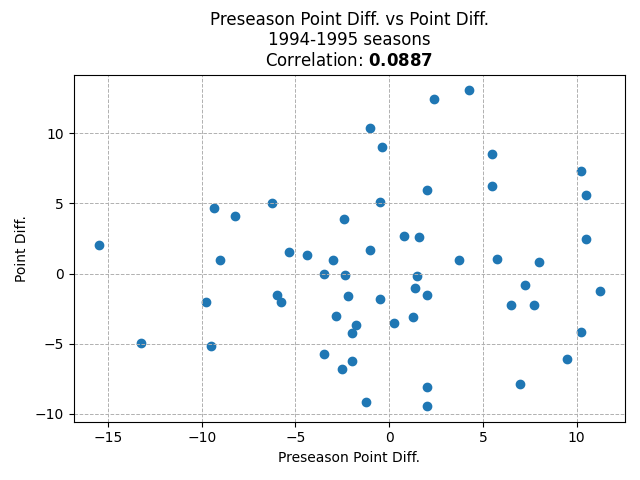 Preseason Point Diff. vs Point Diff.
1994-1995 seasons
Correlation: 0.0887
Point Diff.
10
5
0
−5
−10
−15
−10
−5
0
5
10
Preseason Point Diff.